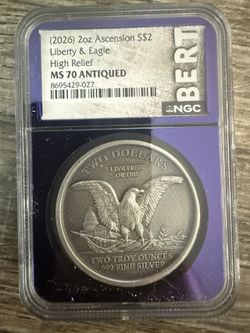 (2026) 2oz Ascension S$2
Liberty & Eagle
High Relief
MS 70 ANTIQUED
8695429-027
BERT
NGC
TWO DOLLARS
LIVE FREE
OR DIE
TWO TROY OUNCES
.999 FINE SILVER